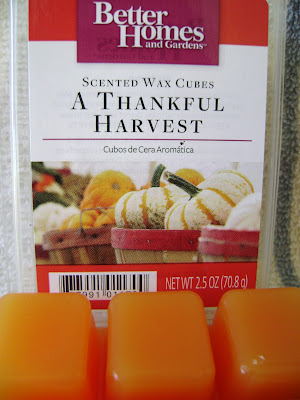 Better
Homes
and Gardens™
SCENTED WAX CUBES
A THANKFUL
HARVEST
Cubos de Cera Aromática
NET WT 2.5 OZ (70.8 g)